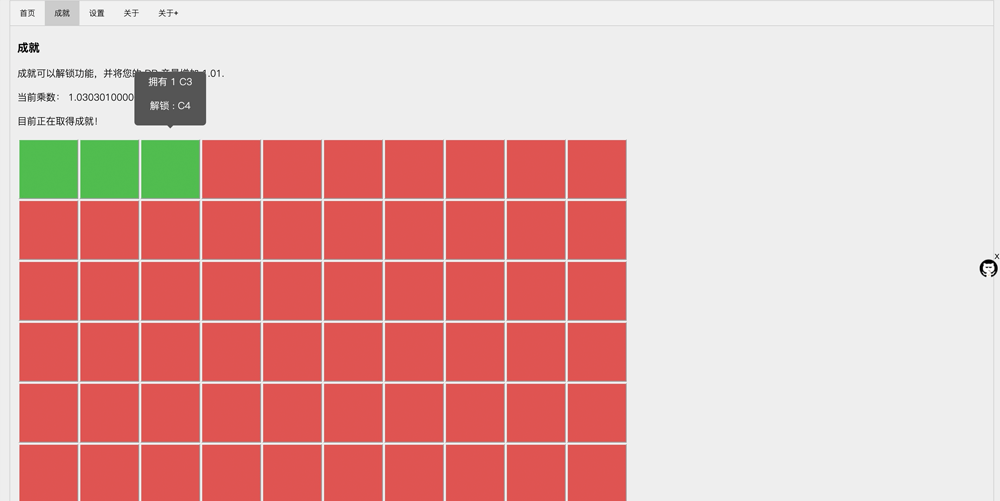 首页 成就 设置 关于 关于+
成就
成就可以解锁功能，并将您的
1.01.
当前乘数： 1.0303010000
目前正在取得成就！
拥有 1 C3
解锁 : C4
x